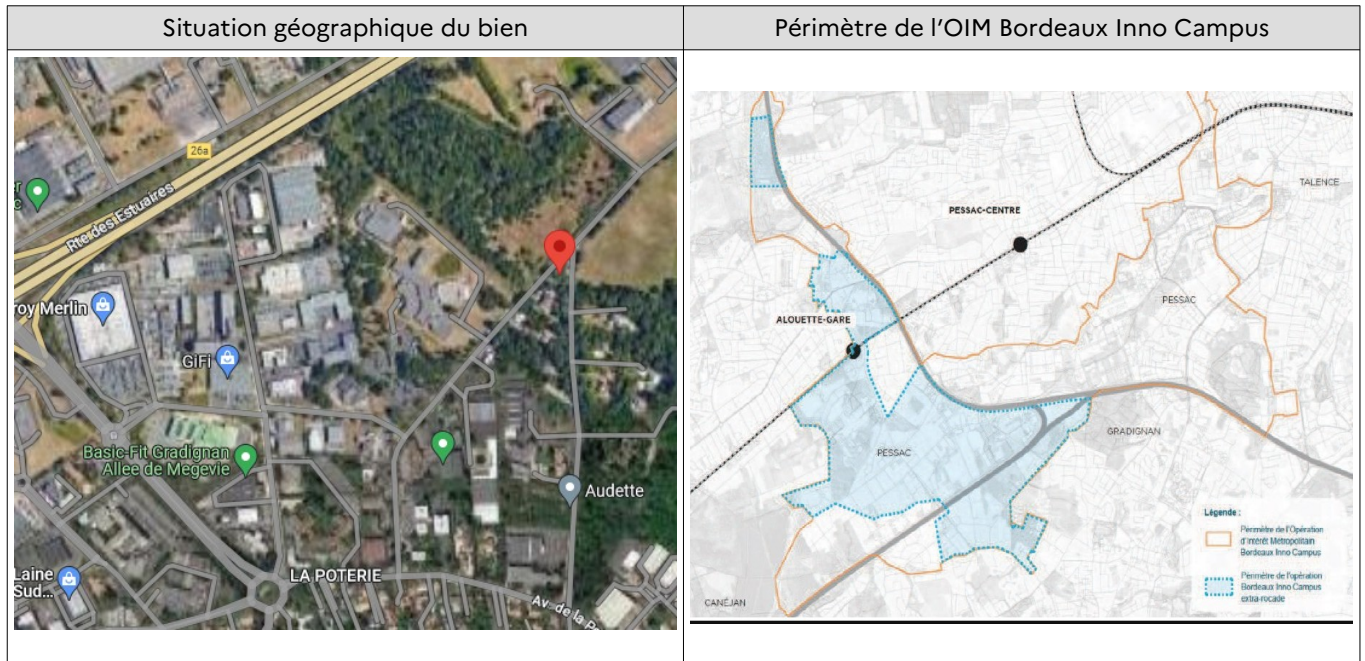 Situation géographique du bien
Périmètre de l'OIM Bordeaux Inno Campus
26a
Rte des Estuaires
roy Merlin
GiFi
Basic-Fit Gradignan
Allee de Megevie
Audette
LA POTERIE
Laine
Sud...
Av. de la Po
TALENCE
PESSAC-CENTRE
PESSAC
ALOUETTE-GARE
GRADIGNAN
PESSAC
CANÉJAN
Légende :
Périmètre de l'Opération
d'Intérêt Metropolitain
Bordeaux Inno Campus
Périmètre de l'opération
Bordeaux Inno Campus
extra-rocade